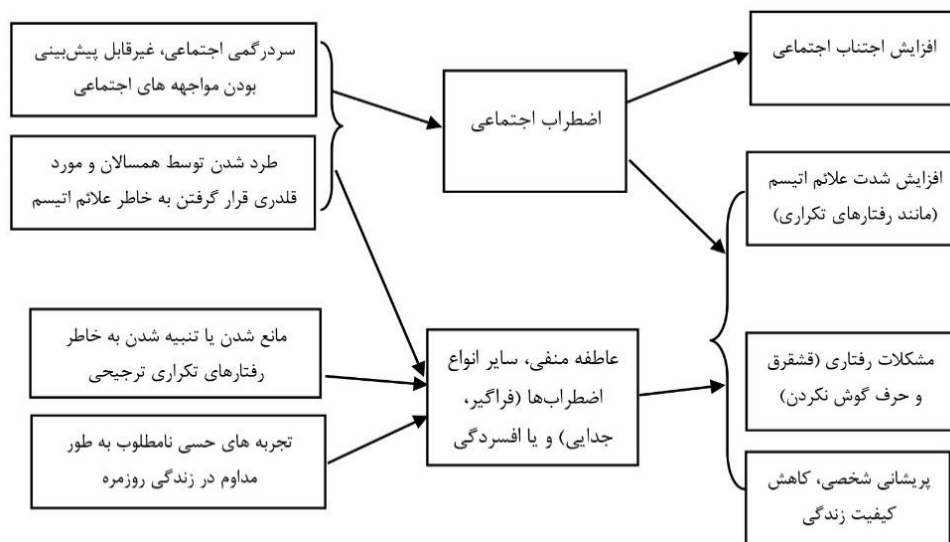 سردرگمی اجتماعی، غیرقابل پیش‌بینی
بودن مواجهه های اجتماعی
طرد شدن توسط همسالان و مورد
قلدری قرار گرفتن به خاطر علائم اتیسم
مانع شدن یا تنبیه شدن به خاطر
رفتارهای تکراری ترجیحی
تجربه های حسی نامطلوب به طور
مداوم در زندگی روزمره
اضطراب اجتماعی
عاطفه منفی، سایر انواع
اضطراب‌ها (فراگیر،
جدایی) و یا افسردگی
افزایش اجتناب اجتماعی
افزایش شدت علائم اتیسم
(مانند رفتارهای تکراری)
مشکلات رفتاری (قشقرق
و حرف گوش نکردن)
پریشانی شخصی، کاهش
کیفیت زندگی